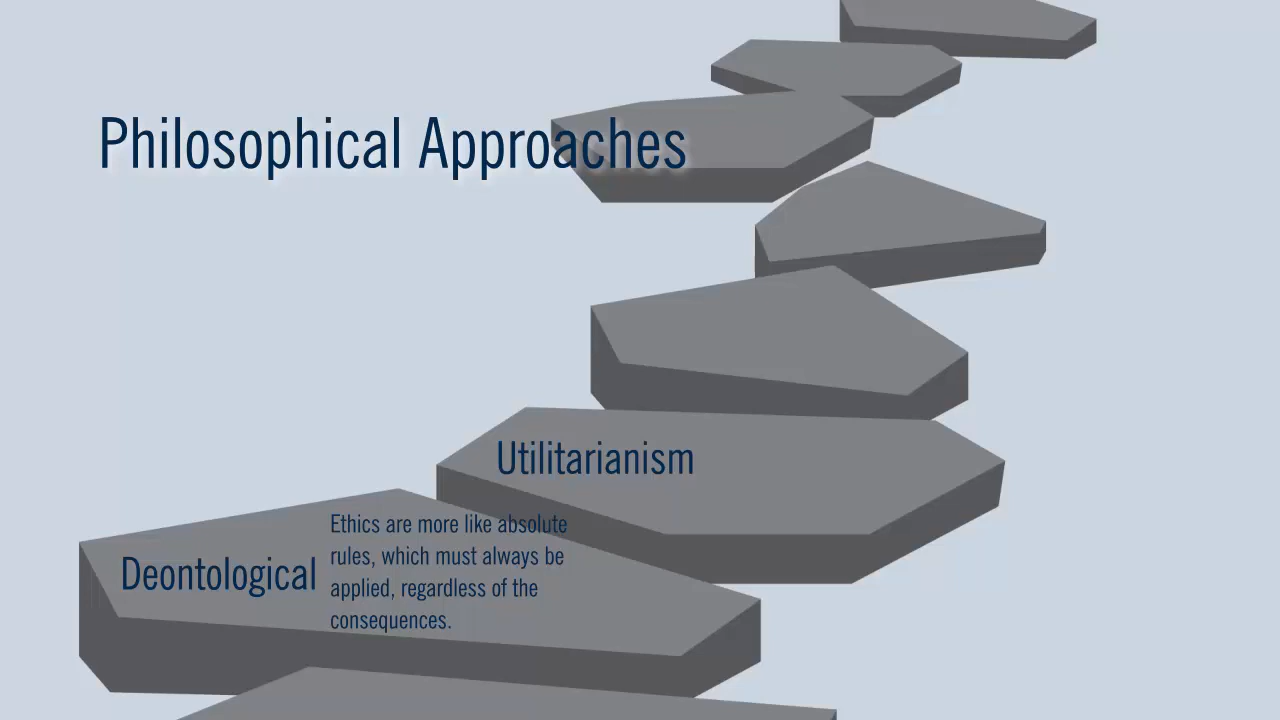 Philosophical Approaches
Utilitarianism
Deontological
Ethics are more like absolute
rules, which must always be
applied, regardless of the
consequences.